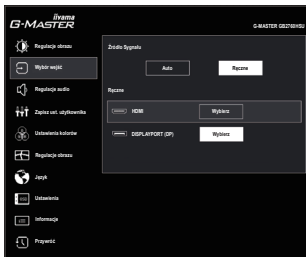 iiyama
G-MASTER
G-MASTER GB2760HSU
Regulacje obrazu
Wybór wejść
Regulacje audio
Zapisz ust. użytkownika
Ustawienia kolorów
Regulacje obrazu
Język
Ustawienia
Informacje
Przywróć
Źródło Sygnału
Auto
Ręczne
Ręczne
HDMI
Wybierz
DISPLAYPORT (DP)
Wybierz